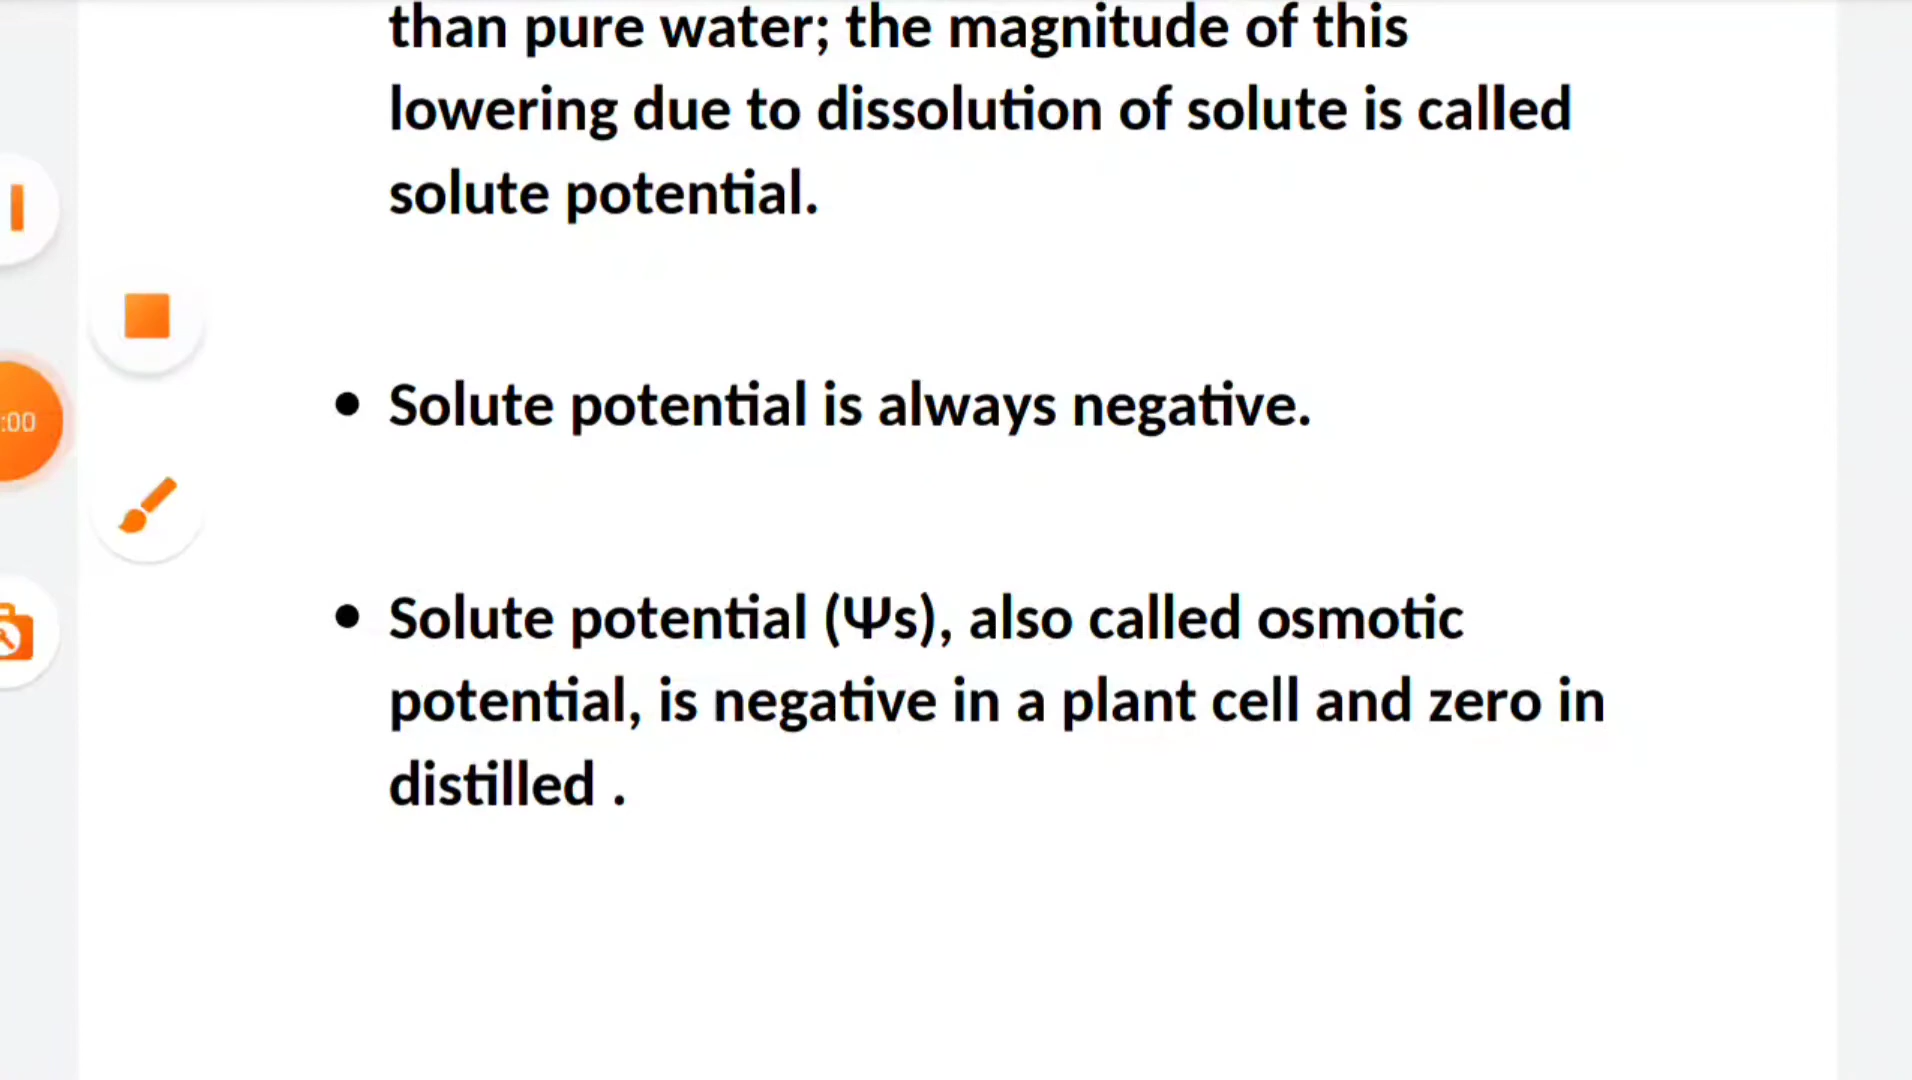 than pure water; the magnitude of this
lowering due to dissolution of solute is called
solute potential.
• Solute potential is always negative.
:00
• Solute potential (Ψs), also called osmotic
potential, is negative in a plant cell and zero in
distilled .